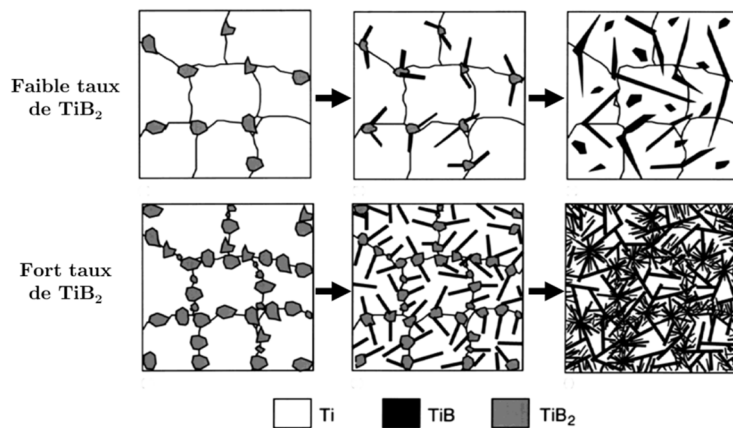 Faible taux
de TiB₂
Fort taux
de TiB₂
Ti TiB TiB₂